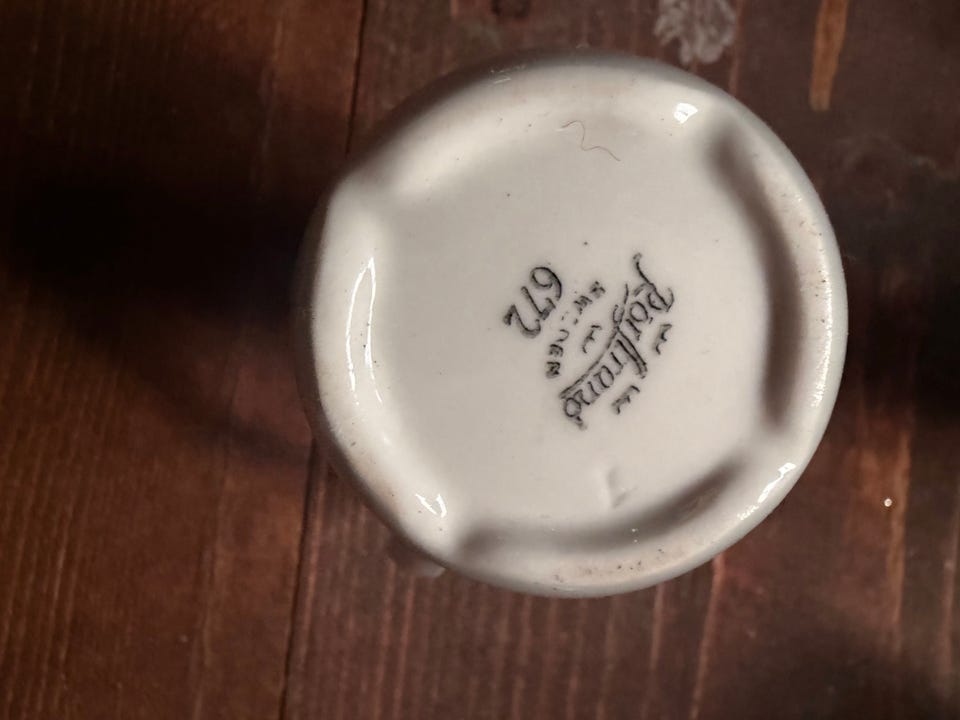 Rörstrand
SWEDEN
672